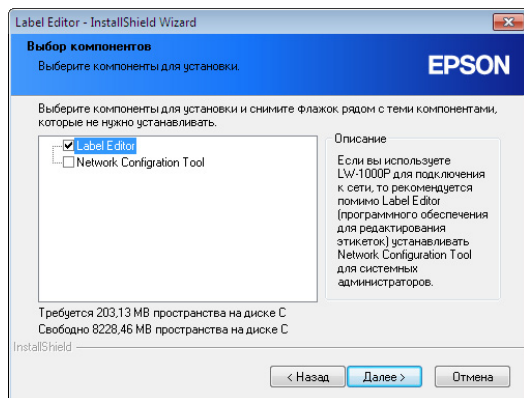 Label Editor - InstallShield Wizard
Выбор компонентов
Выберите компоненты для установки.
EPSON
Выберите компоненты для установки и снимите флажок рядом с теми компонентами,
которые не нужно устанавливать.
Label Editor
Network Configration Tool
Описание
Если вы используете
LW-1000P для подключения
к сети, то рекомендуется
помимо Label Editor
(программного обеспечения
для редактирования
этикеток) устанавливать
Network Configuration Tool
для системных
администраторов.
Требуется 203,13 MB пространства на диске C
Свободно 8228,46 MB пространства на диске C
InstallShield
< Назад
Далее >
Отмена